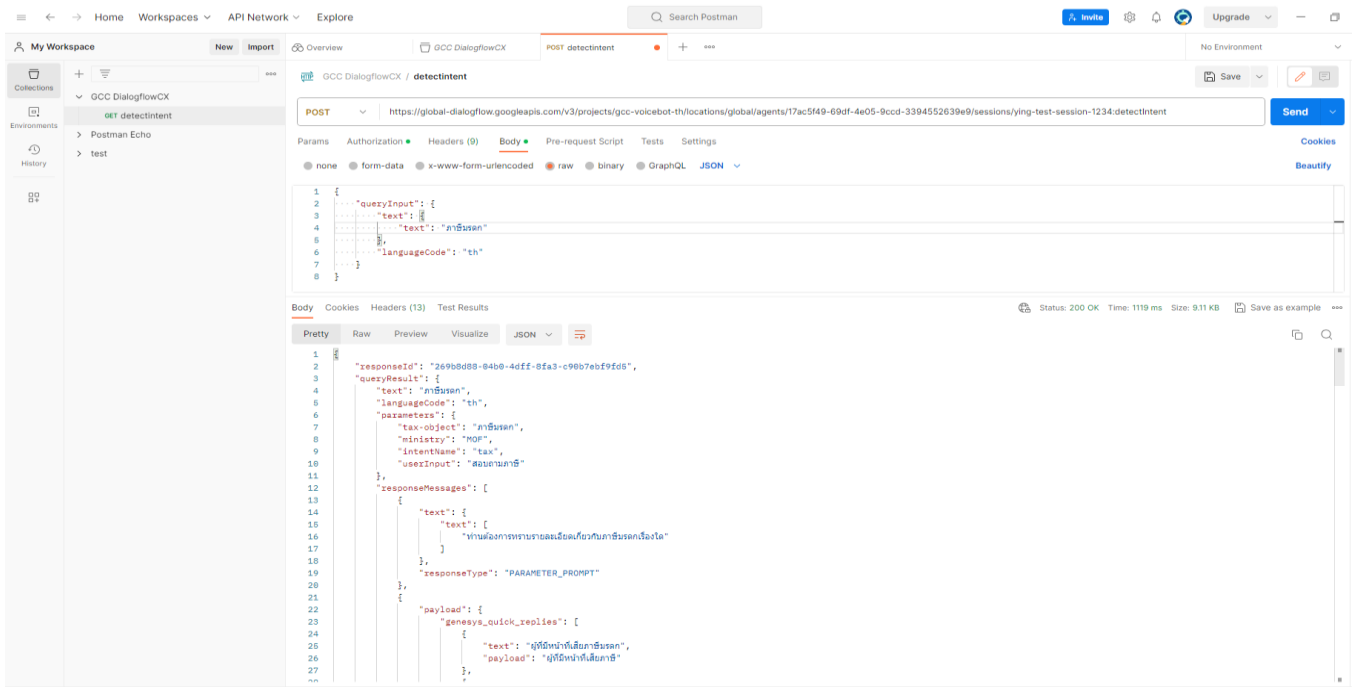 Home Workspaces API Network Explore Search Postman Invite Upgrade
My Workspace New Import Overview GCC DialogflowCX POST detectintent No Environment
Collections
Environments
History
GCC DialogflowCX
GET detectintent
Postman Echo
test
GCC DialogflowCX / detectintent Save
POST https://global-dialogflow.googleapis.com/v3/projects/gcc-voicebot-th/locations/global/agents/17ac5f49-69df-4e05-9ccd-3394552639e9/sessions/ying-test-session-1234:detectIntent Send
Params Authorization Headers (9) Body Pre-request Script Tests Settings Cookies
none form-data x-www-form-urlencoded raw binary GraphQL JSON Beautify
1 {
2 "queryInput": {
3 "text": {
4 "text": "ภาษีมรดก"
5 },
6 "languageCode": "th"
7 }
8 }
Body Cookies Headers (13) Test Results Status: 200 OK Time: 1119 ms Size: 9.11 KB Save as example
Pretty Raw Preview Visualize JSON
1 {
2 "responseId": "269b8d88-04b0-4dff-8fa3-c90b7ebf9fd5",
3 "queryResult": {
4 "text": "ภาษีมรดก",
5 "languageCode": "th",
6 "parameters": {
7 "tax-object": "ภาษีมรดก",
8 "ministry": "MOF",
9 "intentName": "tax",
10 "userInput": "สอบถามภาษี"
11 },
12 "responseMessages": [
13 {
14 "text": {
15 "text": [
16 "ท่านต้องการทราบรายละเอียดเกี่ยวกับภาษีมรดกเรื่องใด"
17 ]
18 },
19 "responseType": "PARAMETER_PROMPT"
20 },
21 {
22 "payload": {
23 "genesys_quick_replies": [
24 {
25 "text": "ผู้ที่มีหน้าที่เสียภาษีมรดก",
26 "payload": "ผู้ที่มีหน้าที่เสียภาษี"
27 },
28 {